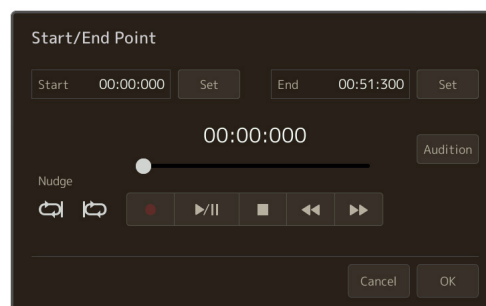 Start/End Point
Start 00:00:000 Set End 00:51:300 Set
00:00:000
Audition
Nudge
Cancel OK